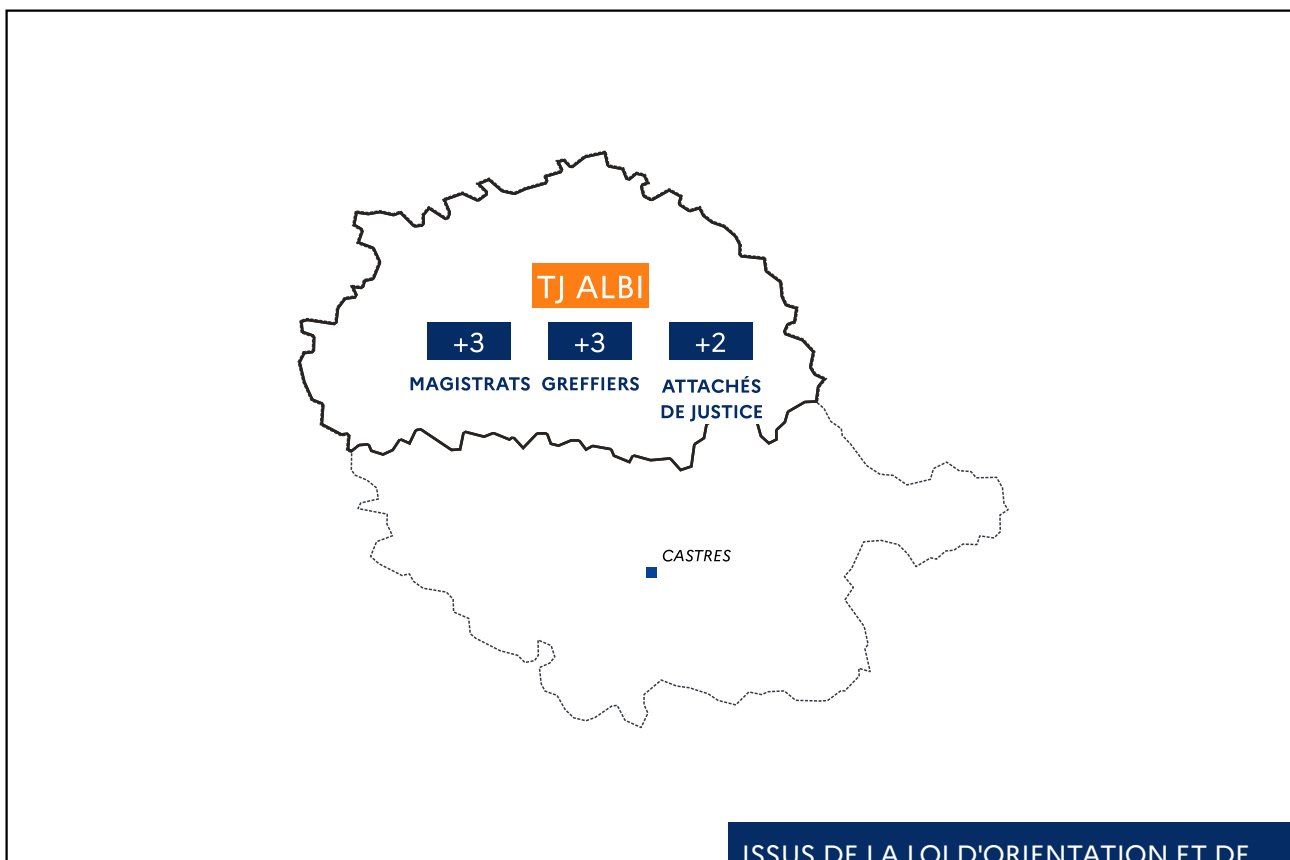 TJ ALBI
+3
+3
+2
MAGISTRATS
GREFFIERS
ATTACHÉS
DE JUSTICE
CASTRES
ISSUS DE LA LOI D'ORIENTATION ET DE